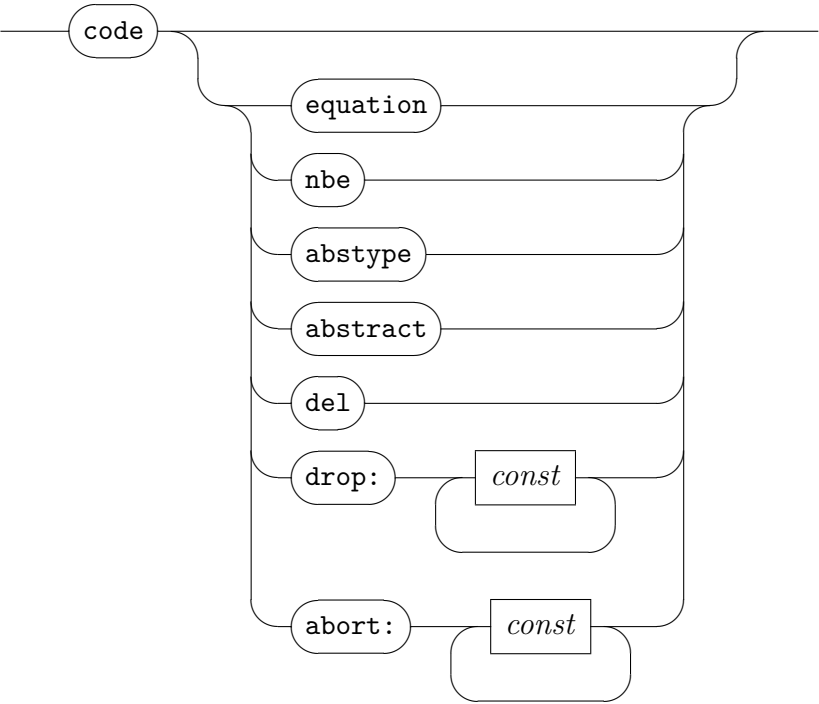 code
equation
nbe
abstype
abstract
del
drop: const
abort: const